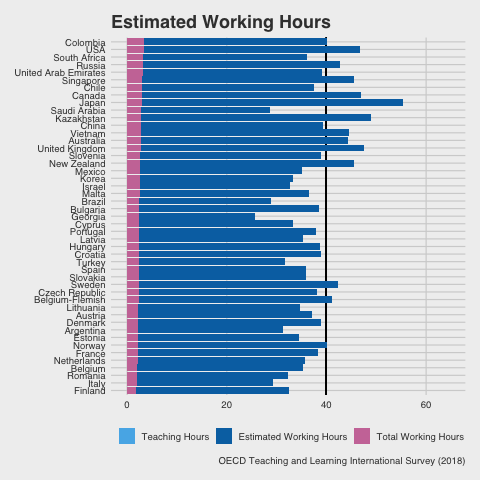 Estimated Working Hours
Colombia
USA
South Africa
Russia
United Arab Emirates
Singapore
Chile
Canada
Japan
Saudi Arabia
Kazakhstan
China
Vietnam
Australia
United Kingdom
Slovenia
New Zealand
Mexico
Korea
Israel
Malta
Brazil
Bulgaria
Georgia
Cyprus
Portugal
Latvia
Hungary
Croatia
Turkey
Spain
Slovakia
Sweden
Czech Republic
Belgium-Flemish
Lithuania
Austria
Denmark
Argentina
Estonia
Norway
France
Netherlands
Belgium
Romania
Italy
Finland
0 20 40 60
Teaching Hours Estimated Working Hours Total Working Hours
OECD Teaching and Learning International Survey (2018)